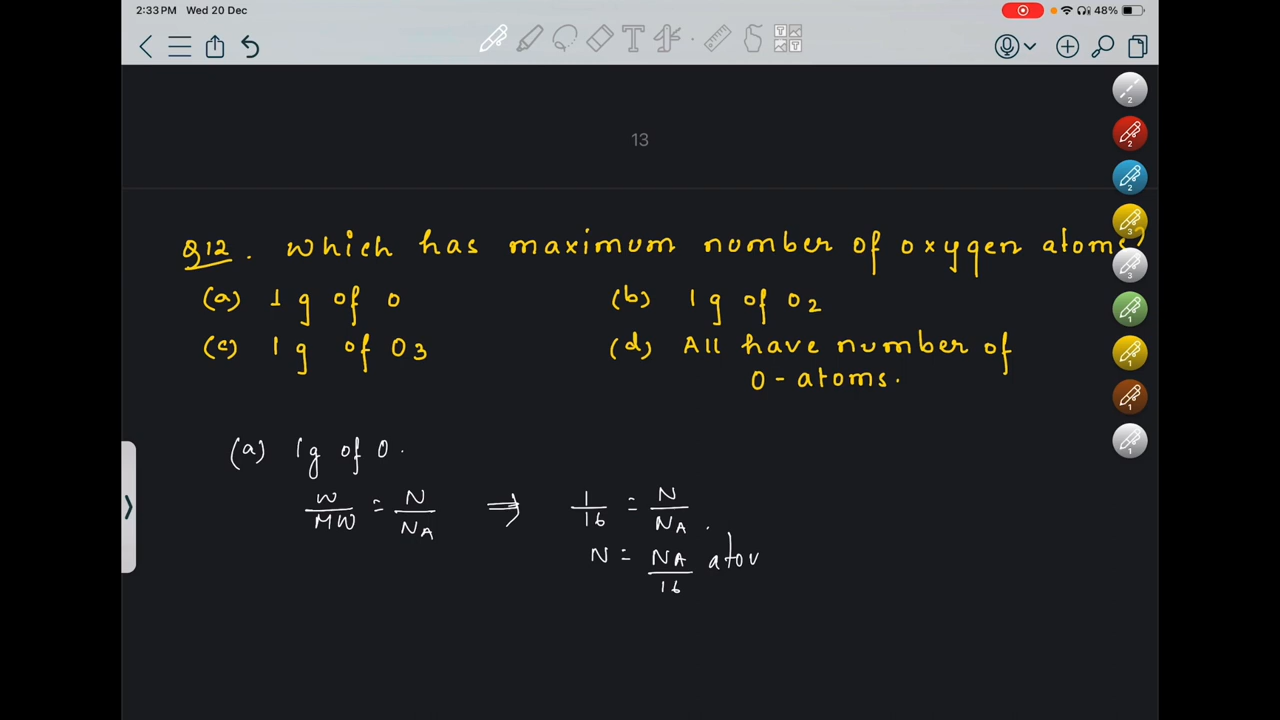 2:33 PM Wed 20 Dec
48%
13
Q12. Which has maximum number of oxygen atoms?
(a) 1 g of O (b) 1 g of O2
(c) 1 g of O3 (d) All have number of
O-atoms.
(a) 1g of O.
W/MW = N/NA ⇒ 1/16 = N/NA.
N = NA/16 atov